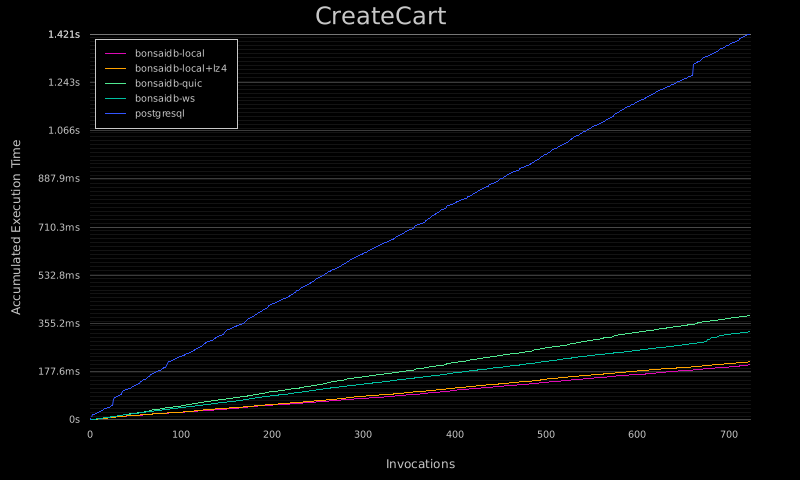 CreateCart
1.421s
bonsaidb-local
bonsaidb-local+lz4
bonsaidb-quic
bonsaidb-ws
postgresql
1.243s
1.066s
887.9ms
710.3ms
532.8ms
355.2ms
177.6ms
0s
Accumulated Execution Time
0 100 200 300 400 500 600 700
Invocations